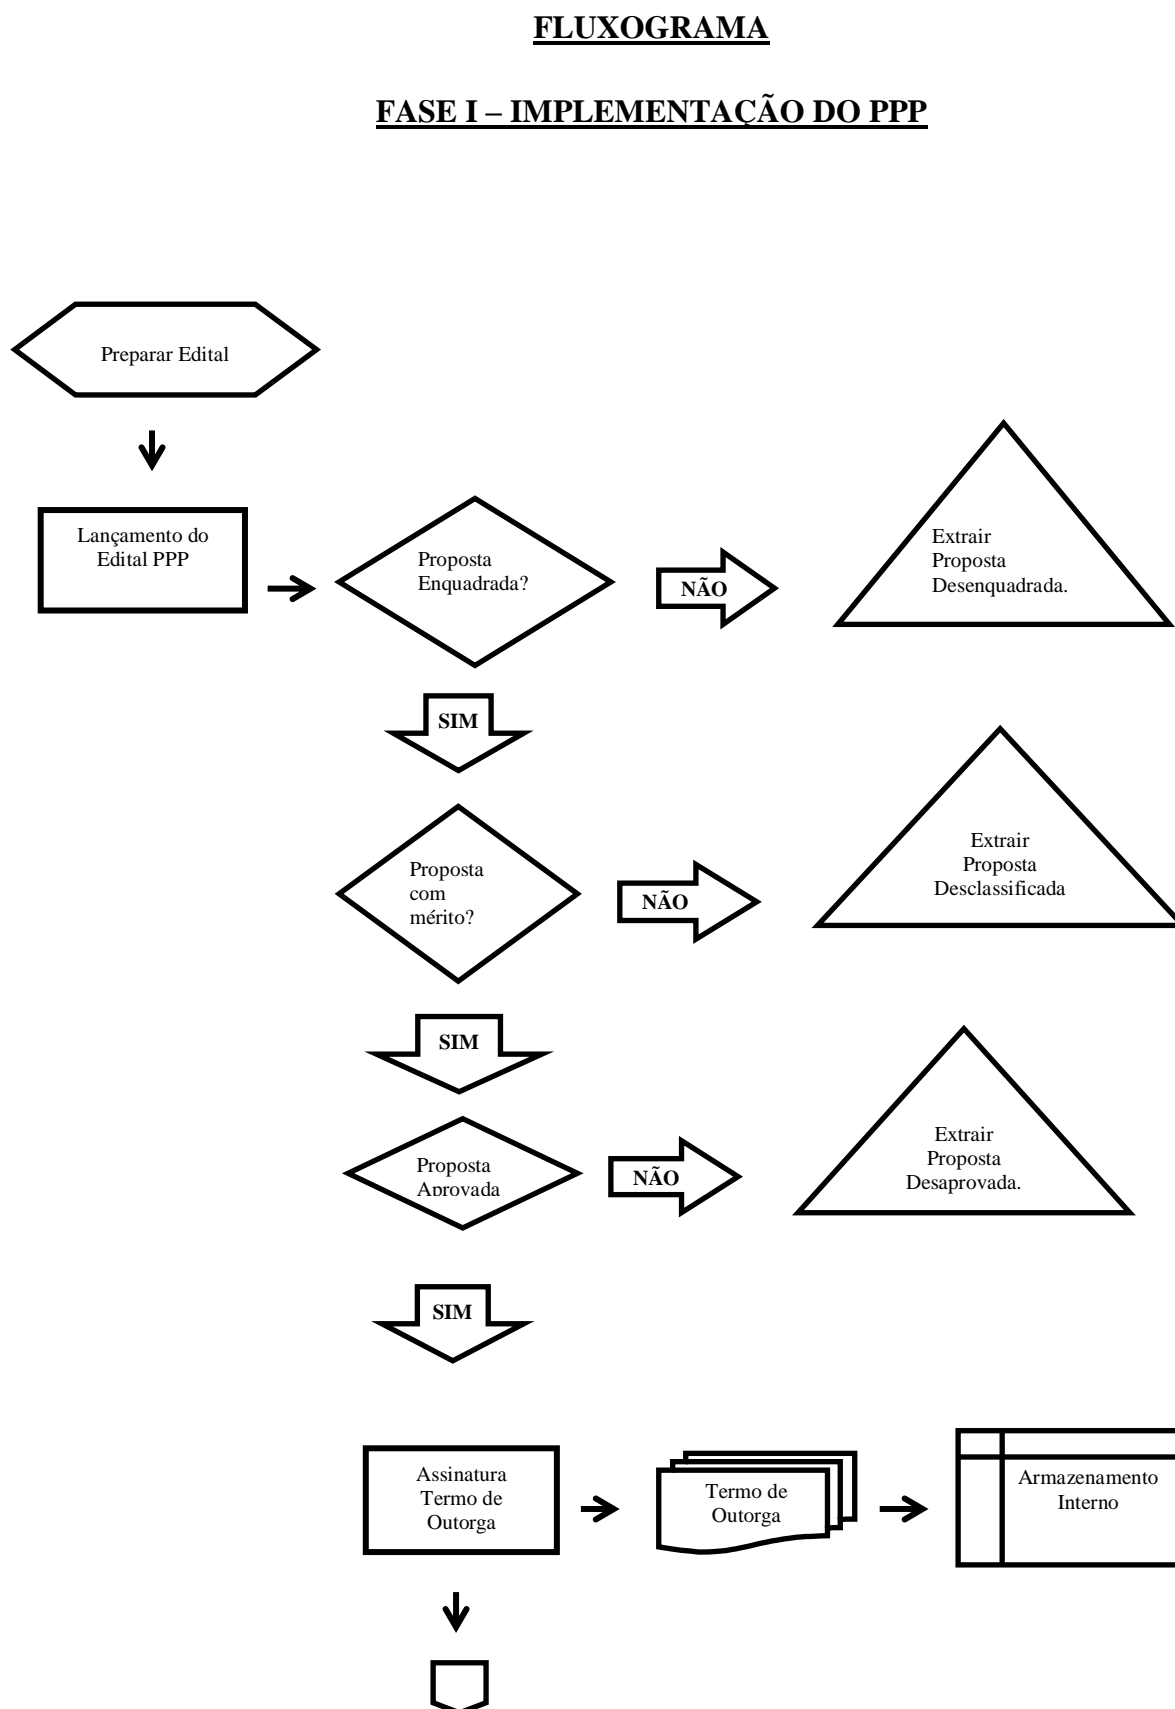 FLUXOGRAMA
FASE I – IMPLEMENTAÇÃO DO PPP
Preparar Edital
Lançamento do
Edital PPP
Proposta
Enquadrada?
NÃO
Extrair
Proposta
Desenquadrada.
SIM
Proposta
com
mérito?
NÃO
Extrair
Proposta
Desclassificada
SIM
Proposta
Aprovada
NÃO
Extrair
Proposta
Desaprovada.
SIM
Assinatura
Termo de
Outorga
Termo de
Outorga
Armazenamento
Interno